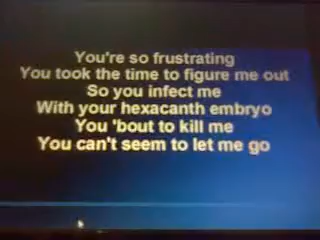 You're so frustrating
You took the time to figure me out
So you infect me
With your hexacanth embryo
You 'bout to kill me
You can't seem to let me go